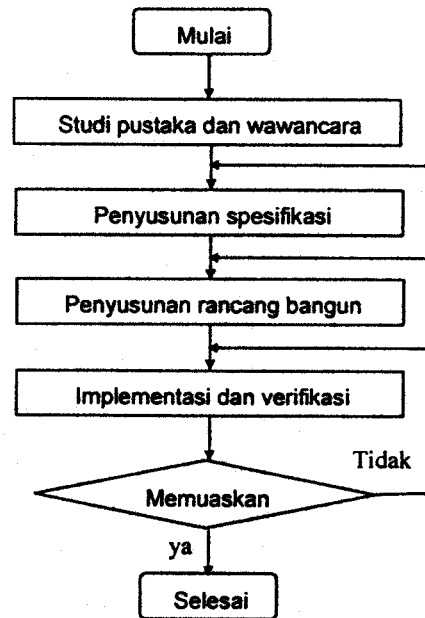 Mulai
Studi pustaka dan wawancara
Penyusunan spesifikasi
Penyusunan rancang bangun
Implementasi dan verifikasi
Tidak
Memuaskan
ya
Selesai